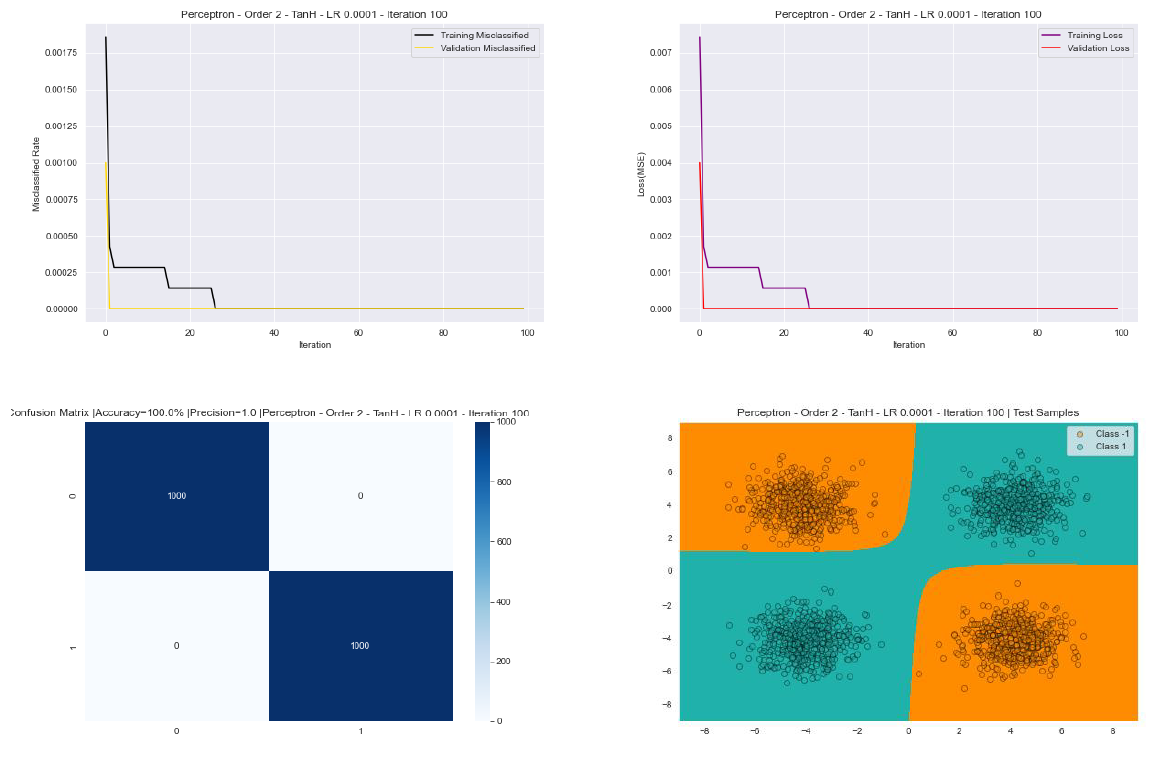 Perceptron - Order 2 - TanH - LR 0.0001 - Iteration 100
Training Misclassified
Validation Misclassified
0.00175
0.00150
0.00125
0.00100
0.00075
0.00050
0.00025
0.00000
Misclassified Rate
0 20 40 60 80 100
Iteration
Perceptron - Order 2 - TanH - LR 0.0001 - Iteration 100
Training Loss
Validation Loss
0.007
0.006
0.005
0.004
0.003
0.002
0.001
0.000
Loss(MSE)
0 20 40 60 80 100
Iteration
Confusion Matrix |Accuracy=100.0% |Precision=1.0 |Perceptron - Order 2 - TanH - LR 0.0001 - Iteration 100
0
1000 0
1
0 1000
0 1
1000
800
600
400
200
0
Perceptron - Order 2 - TanH - LR 0.0001 - Iteration 100 | Test Samples
Class -1
Class 1
8
6
4
2
0
−2
−4
−6
−8
−8 −6 −4 −2 0 2 4 6 8